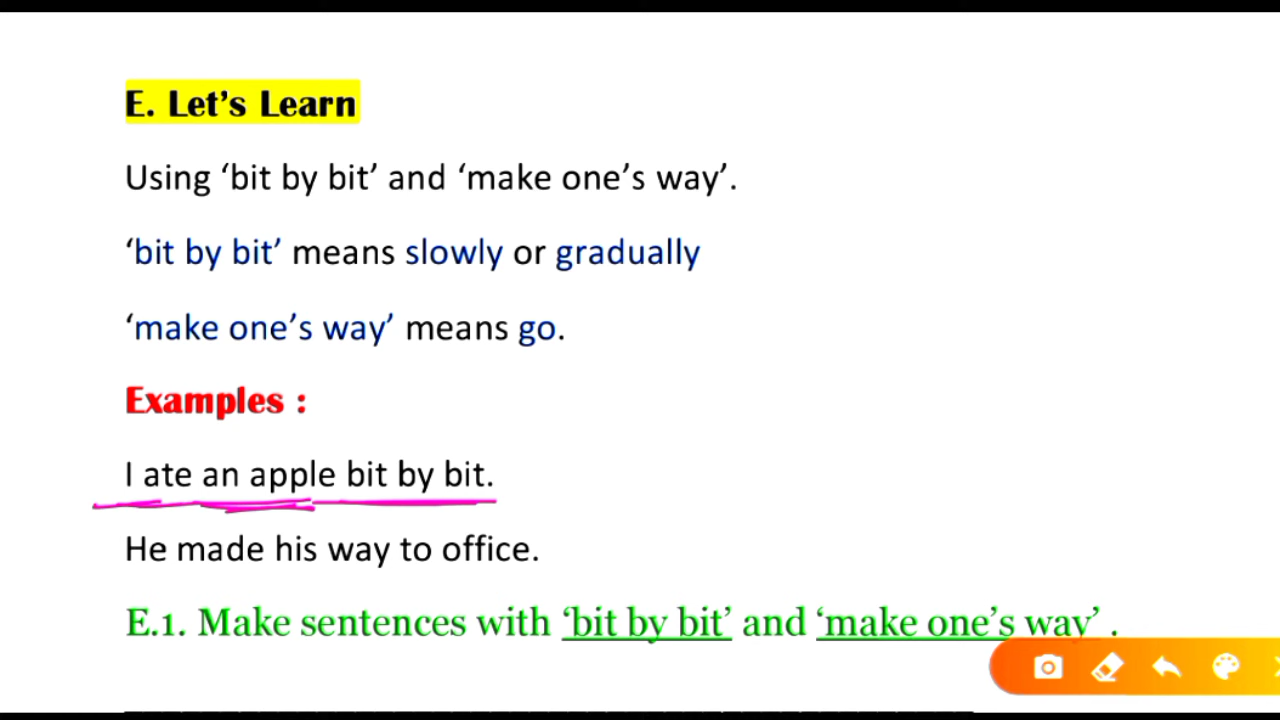 E. Let’s Learn
Using ‘bit by bit’ and ‘make one’s way’.
‘bit by bit’ means slowly or gradually
‘make one’s way’ means go.
Examples :
I ate an apple bit by bit.
He made his way to office.
E.1. Make sentences with ‘bit by bit’ and ‘make one’s way’ .